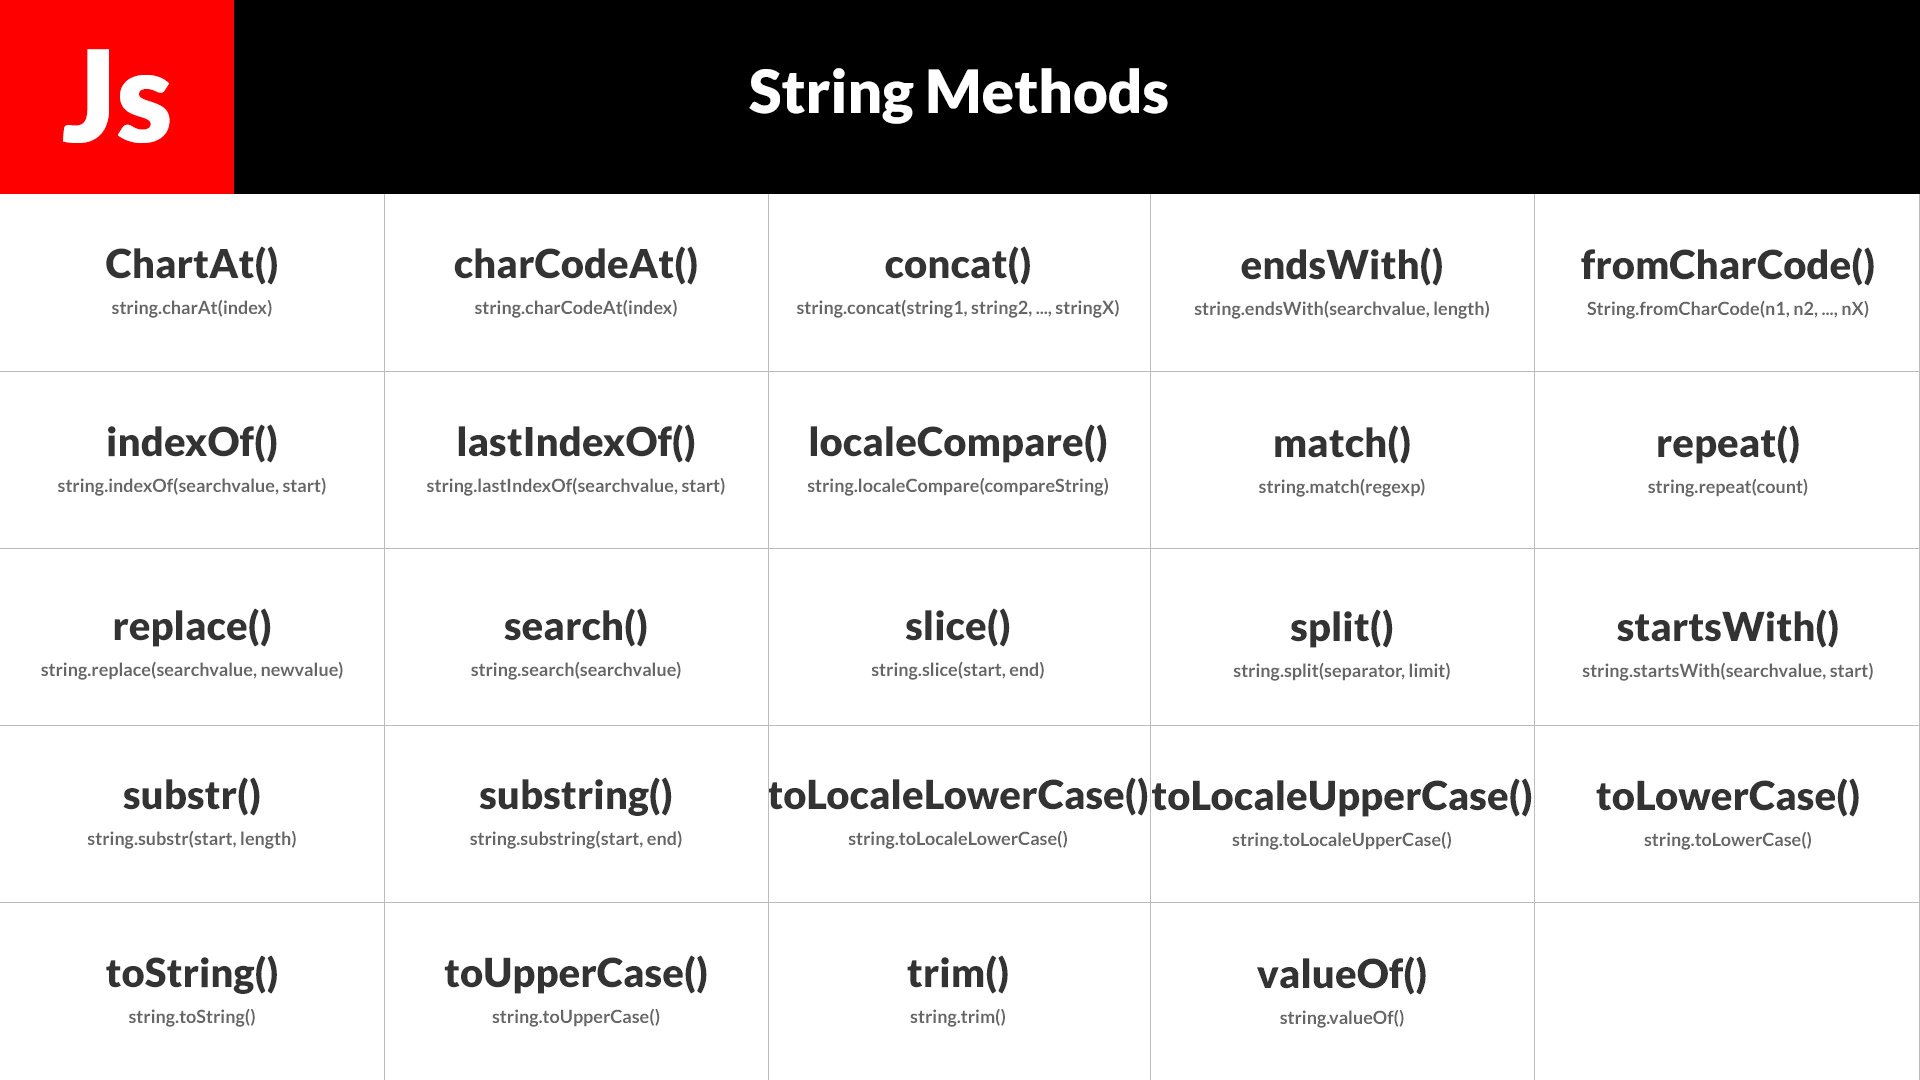 Js
String Methods
ChartAt()
string.charAt(index)
charCodeAt()
string.charCodeAt(index)
concat()
string.concat(string1, string2, ..., stringX)
endsWith()
string.endsWith(searchvalue, length)
fromCharCode()
String.fromCharCode(n1, n2, ..., nX)
indexOf()
string.indexOf(searchvalue, start)
lastIndexOf()
string.lastIndexOf(searchvalue, start)
localeCompare()
string.localeCompare(compareString)
match()
string.match(regexp)
repeat()
string.repeat(count)
replace()
string.replace(searchvalue, newvalue)
search()
string.search(searchvalue)
slice()
string.slice(start, end)
split()
string.split(separator, limit)
startsWith()
string.startsWith(searchvalue, start)
substr()
string.substr(start, length)
substring()
string.substring(start, end)
toLocaleLowerCase()
string.toLocaleLowerCase()
toLocaleUpperCase()
string.toLocaleUpperCase()
toLowerCase()
string.toLowerCase()
toString()
string.toString()
toUpperCase()
string.toUpperCase()
trim()
string.trim()
valueOf()
string.valueOf()